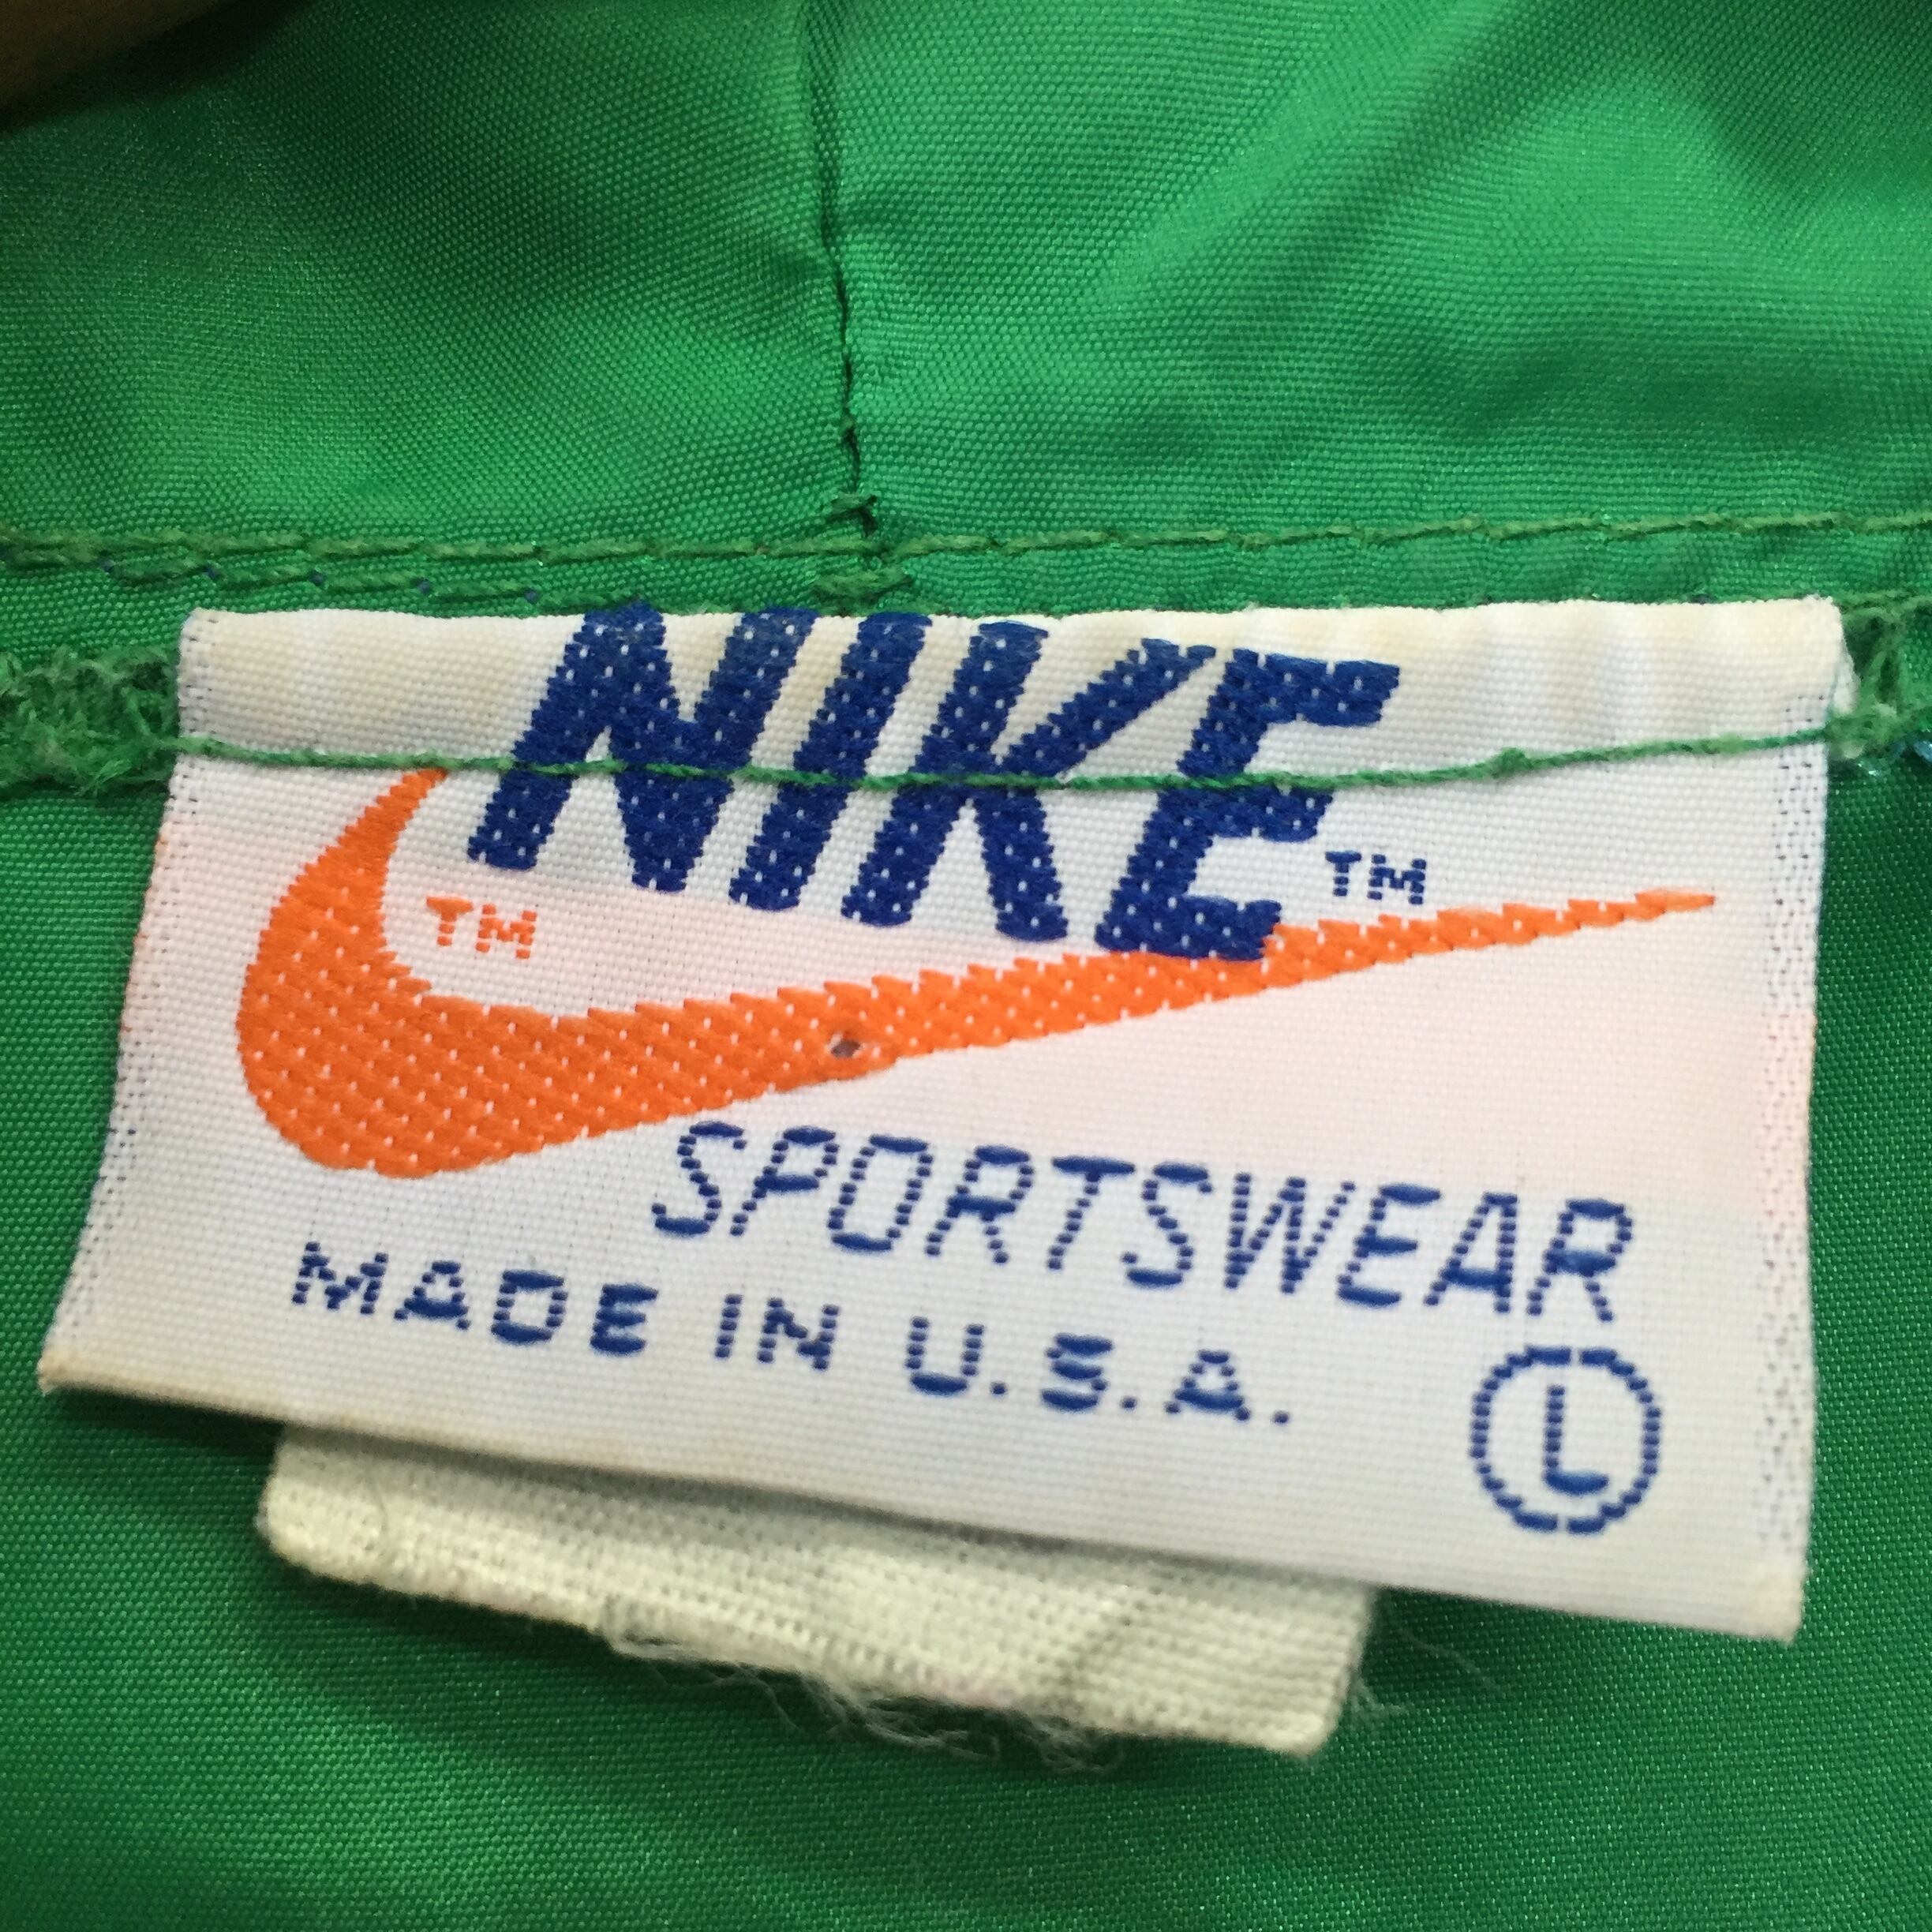 NIKE TM
TM
SPORTSWEAR
MADE IN U.S.A.
L